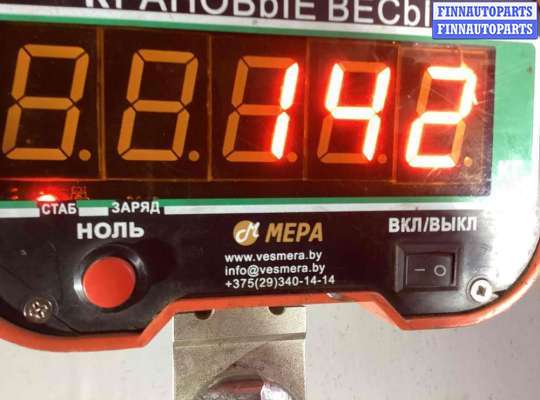 КРАНОВЫЕ ВЕСЫ
FINNAUTOPARTS
FINNAUTOPARTS
142
СТАБ ЗАРЯД
НОЛЬ
М МЕРА
ВКЛ/ВЫКЛ
www.vesmera.by
info@vesmera.by
+375(29)340-14-14